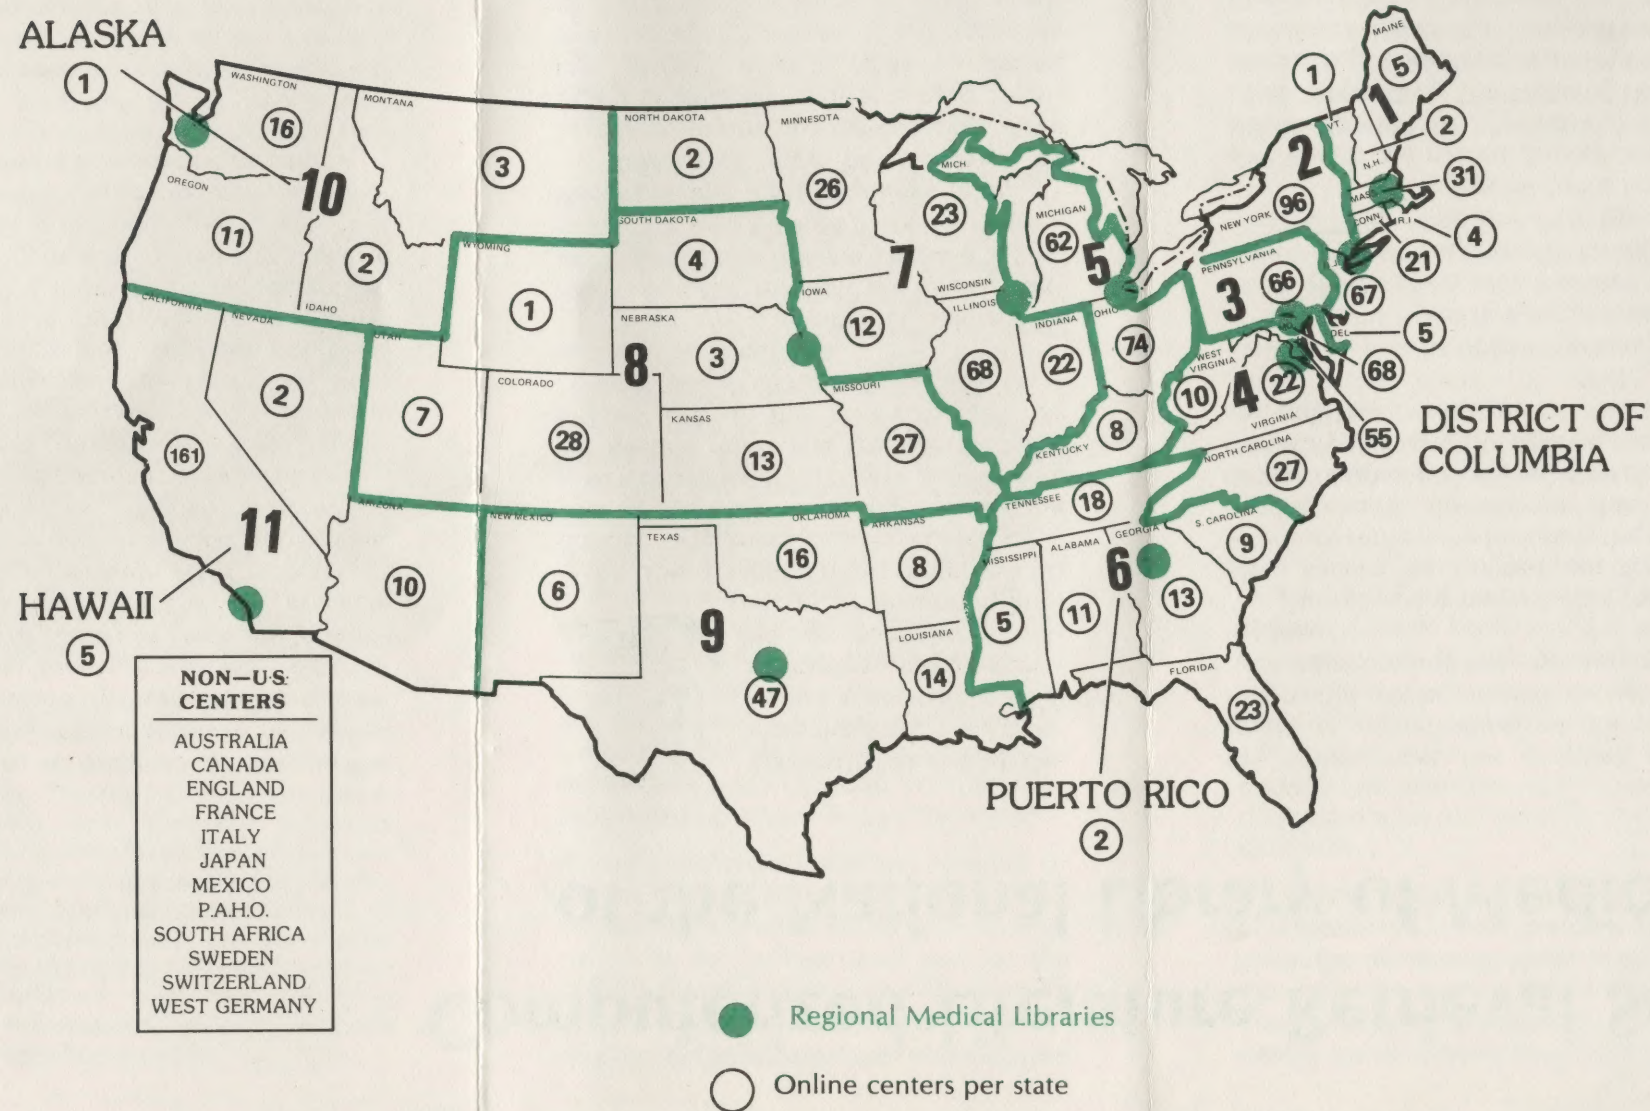 ALASKA
1
WASHINGTON
16
OREGON
11
10
MONTANA
3
IDAHO
2
NORTH DAKOTA
2
SOUTH DAKOTA
4
MINNESOTA
26
WYOMING
1
CALIFORNIA
161
NEVADA
2
UTAH
7
COLORADO
28
NEBRASKA
3
8
KANSAS
13
IOWA
12
MISSOURI
27
7
23
WISCONSIN
MICH.
MICHIGAN
62
5
ILLINOIS
68
INDIANA
22
OHIO
74
KENTUCKY
8
MAINE
5
1
1
VT.
2
N.H.
31
MASS
4
R.I
CONN
21
2
NEW YORK
96
N.J.
67
PENNSYLVANIA
66
3
DEL
5
68
WEST
VIRGINIA
10
4
22
VIRGINIA
55
DISTRICT OF
COLUMBIA
NORTH CAROLINA
27
TENNESSEE
18
S. CAROLINA
9
GEORGIA
13
6
ALABAMA
11
MISSISSIPPI
5
FLORIDA
23
PUERTO RICO
2
ARKANSAS
8
LOUISIANA
14
OKLAHOMA
16
TEXAS
9
47
NEW MEXICO
6
ARIZONA
10
11
HAWAII
5
NON—U.S.
CENTERS
AUSTRALIA
CANADA
ENGLAND
FRANCE
ITALY
JAPAN
MEXICO
P.A.H.O.
SOUTH AFRICA
SWEDEN
SWITZERLAND
WEST GERMANY
Regional Medical Libraries
Online centers per state